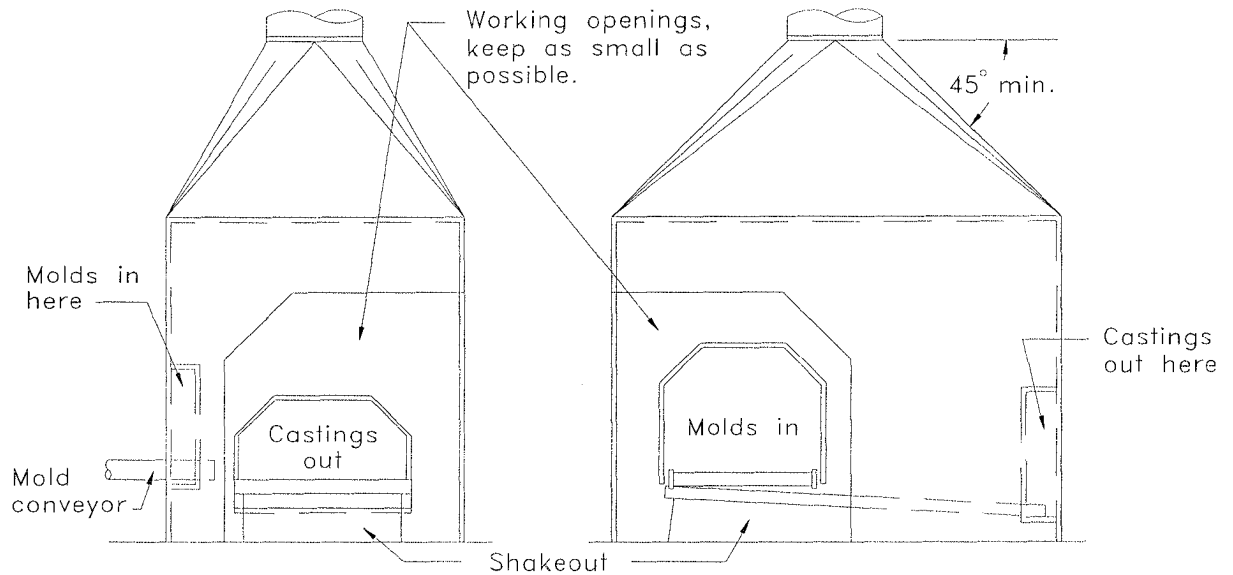 Working openings,
keep as small as
possible.
45° min.
Molds in
here
Castings
out here
Castings
out
Molds in
Mold
conveyor
Shakeout